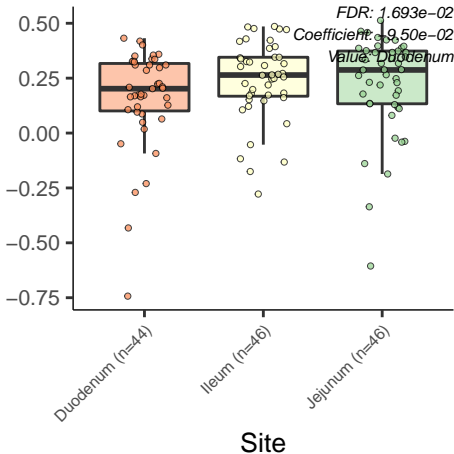 FDR: 1.693e−02
Coefficient: −9.50e−02
Value: Duodenum
0.50
0.25
0.00
−0.25
−0.50
−0.75
Duodenum (n=44)
Ileum (n=46)
Jejunum (n=46)
Site